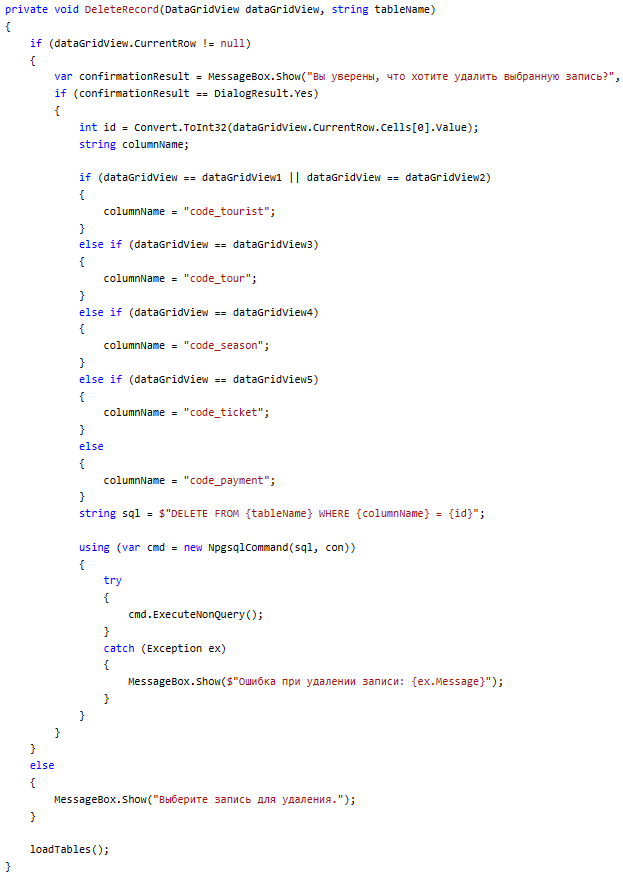 private void DeleteRecord(DataGridView dataGridView, string tableName)
{
    if (dataGridView.CurrentRow != null)
    {
        var confirmationResult = MessageBox.Show("Вы уверены, что хотите удалить выбранную запись?",
        if (confirmationResult == DialogResult.Yes)
        {
            int id = Convert.ToInt32(dataGridView.CurrentRow.Cells[0].Value);
            string columnName;

            if (dataGridView == dataGridView1 || dataGridView == dataGridView2)
            {
                columnName = "code_tourist";
            }
            else if (dataGridView == dataGridView3)
            {
                columnName = "code_tour";
            }
            else if (dataGridView == dataGridView4)
            {
                columnName = "code_season";
            }
            else if (dataGridView == dataGridView5)
            {
                columnName = "code_ticket";
            }
            else
            {
                columnName = "code_payment";
            }
            string sql = $"DELETE FROM {tableName} WHERE {columnName} = {id}";

            using (var cmd = new NpgsqlCommand(sql, con))
            {
                try
                {
                    cmd.ExecuteNonQuery();
                }
                catch (Exception ex)
                {
                    MessageBox.Show($"Ошибка при удалении записи: {ex.Message}");
                }
            }
        }
    }
    else
    {
        MessageBox.Show("Выберите запись для удаления.");
    }

    loadTables();
}